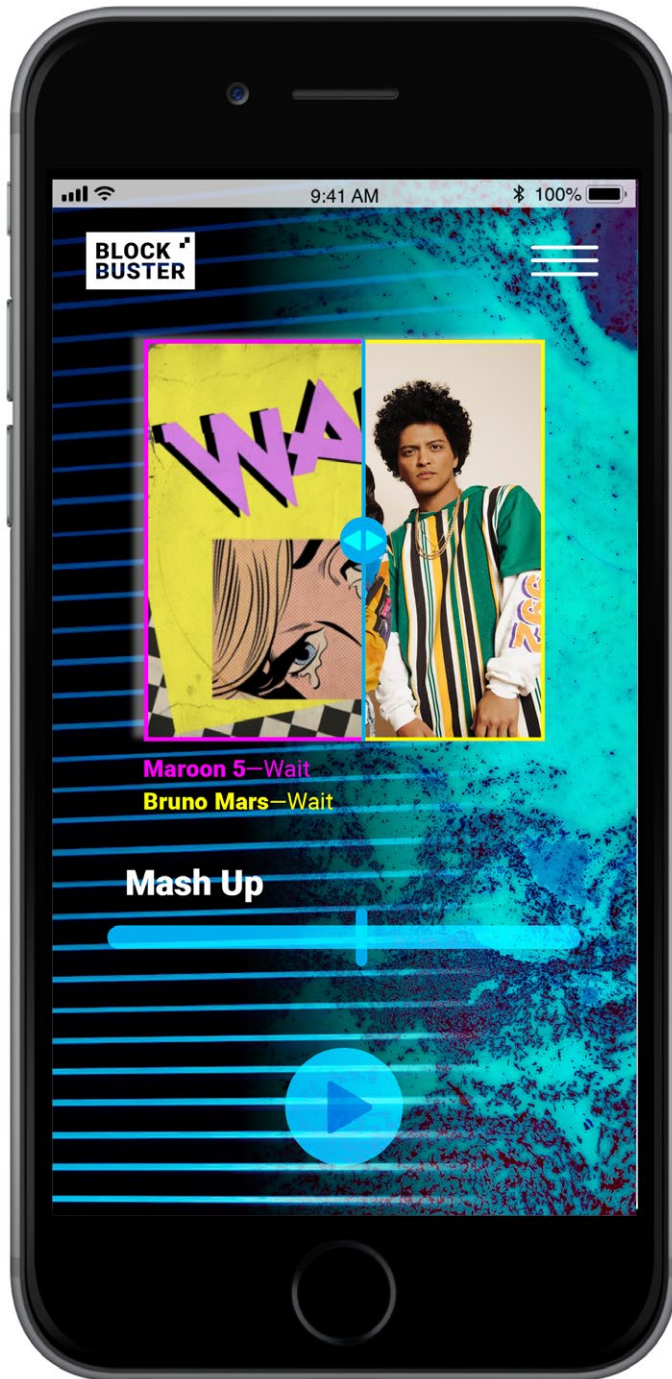 9:41 AM
100%
BLOCK
BUSTER
WA
Maroon 5—Wait
Bruno Mars—Wait
Mash Up